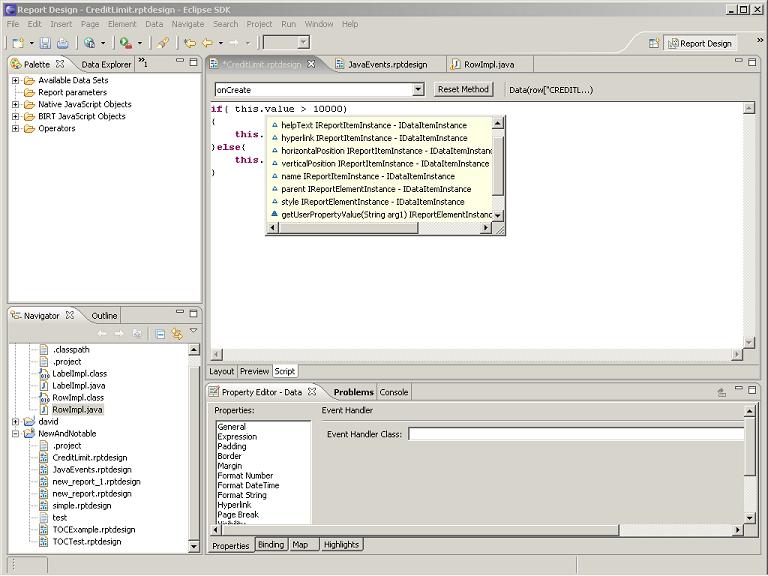 Report Design - CreditLimit.rptdesign - Eclipse SDK
File Edit Insert Page Element Data Navigate Search Project Run Window Help
Report Design
Palette Data Explorer »1
Available Data Sets
Report parameters
Native JavaScript Objects
BIRT JavaScript Objects
Operators
*CreditLimit.rptdesign JavaEvents.rptdesign RowImpl.java
onCreate Reset Method Data(row["CREDITL...)
if( this.value > 10000)
{
this.
}else{
this.
}
helpText IReportItemInstance - IDataItemInstance
hyperlink IReportItemInstance - IDataItemInstance
horizontalPosition IReportItemInstance - IDataItemInstanc
verticalPosition IReportItemInstance - IDataItemInstance
name IReportItemInstance - IDataItemInstance
parent IReportElementInstance - IDataItemInstance
style IReportElementInstance - IDataItemInstance
getUserPropertyValue(String arg1) IReportElementInstanc
Layout Preview Script
Navigator Outline
.classpath
.project
LabelImpl.class
LabelImpl.java
RowImpl.class
RowImpl.java
david
NewAndNotable
.project
CreditLimit.rptdesign
JavaEvents.rptdesign
new_report_1.rptdesign
new_report.rptdesign
simple.rptdesign
test
TOCExample.rptdesign
TOCTest.rptdesign
Property Editor - Data Problems Console
Properties:
General
Expression
Padding
Border
Margin
Format Number
Format DateTime
Format String
Hyperlink
Page Break
Event Handler
Event Handler Class:
Properties Binding Map Highlights